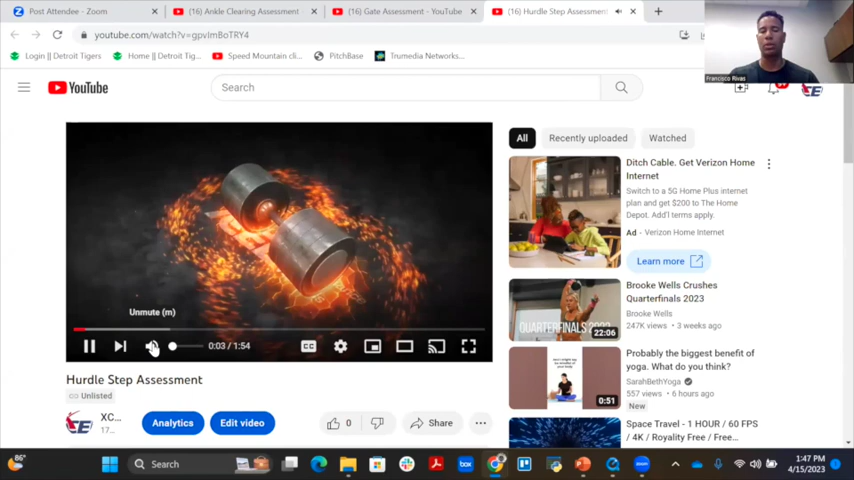 Post Attendee - Zoom
(16) Ankle Clearing Assessment
(16) Gate Assessment - YouTube
(16) Hurdle Step Assessment
youtube.com/watch?v=gpvImBoTRY4
Login || Detroit Tigers
Home || Detroit Tig...
Speed Mountain cli...
PitchBase
Trumedia Networks...
Francisco Rivas
YouTube
Search
All
Recently uploaded
Watched
Ditch Cable. Get Verizon Home
Internet
Switch to a 5G Home Plus internet
plan and get $200 to The Home
Depot. Add'l terms apply.
Ad - Verizon Home Internet
Learn more
Unmute (m)
0:03 / 1:54
CC
Hurdle Step Assessment
Unlisted
XC...
17...
Analytics
Edit video
0
Share
QUARTERFINALS 2023
22:06
Brooke Wells Crushes
Quarterfinals 2023
Brooke Wells
247K views • 3 weeks ago
0:51
Probably the biggest benefit of
yoga. What do you think?
SarahBethYoga
557 views • 6 hours ago
New
Space Travel - 1 HOUR / 60 FPS
/ 4K / Royality Free / Free...
86°
Search
box
1:47 PM
4/15/2023